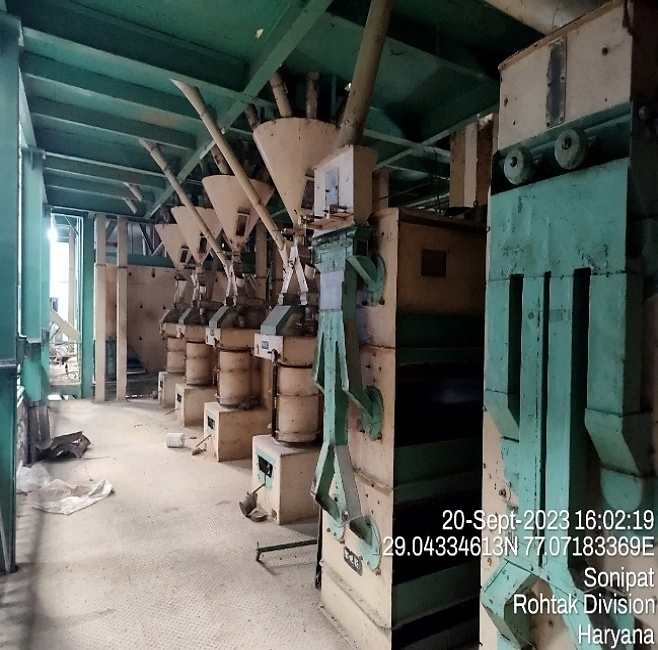 20-Sept-2023 16:02:19
29.04334613N 77.07183369E
Sonipat
Rohtak Division
Haryana